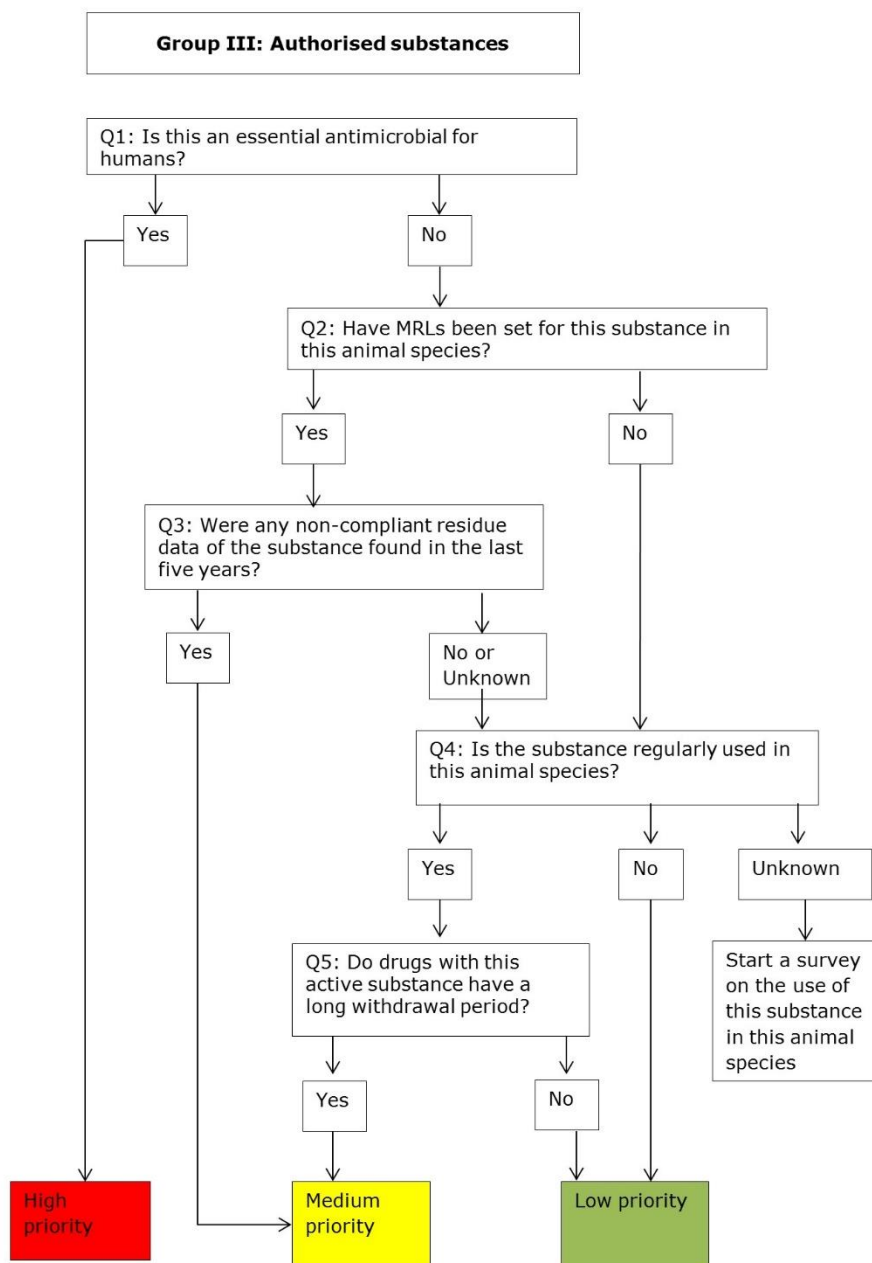 Group III: Authorised substances
Q1: Is this an essential antimicrobial for
humans?
Yes
No
Q2: Have MRLs been set for this substance in
this animal species?
Yes
No
Q3: Were any non-compliant residue
data of the substance found in the last
five years?
Yes
No or
Unknown
Q4: Is the substance regularly used in
this animal species?
Yes
No
Unknown
Q5: Do drugs with this
active substance have a
long withdrawal period?
Start a survey
on the use of
this substance
in this animal
species
Yes
No
High
priority
Medium
priority
Low priority